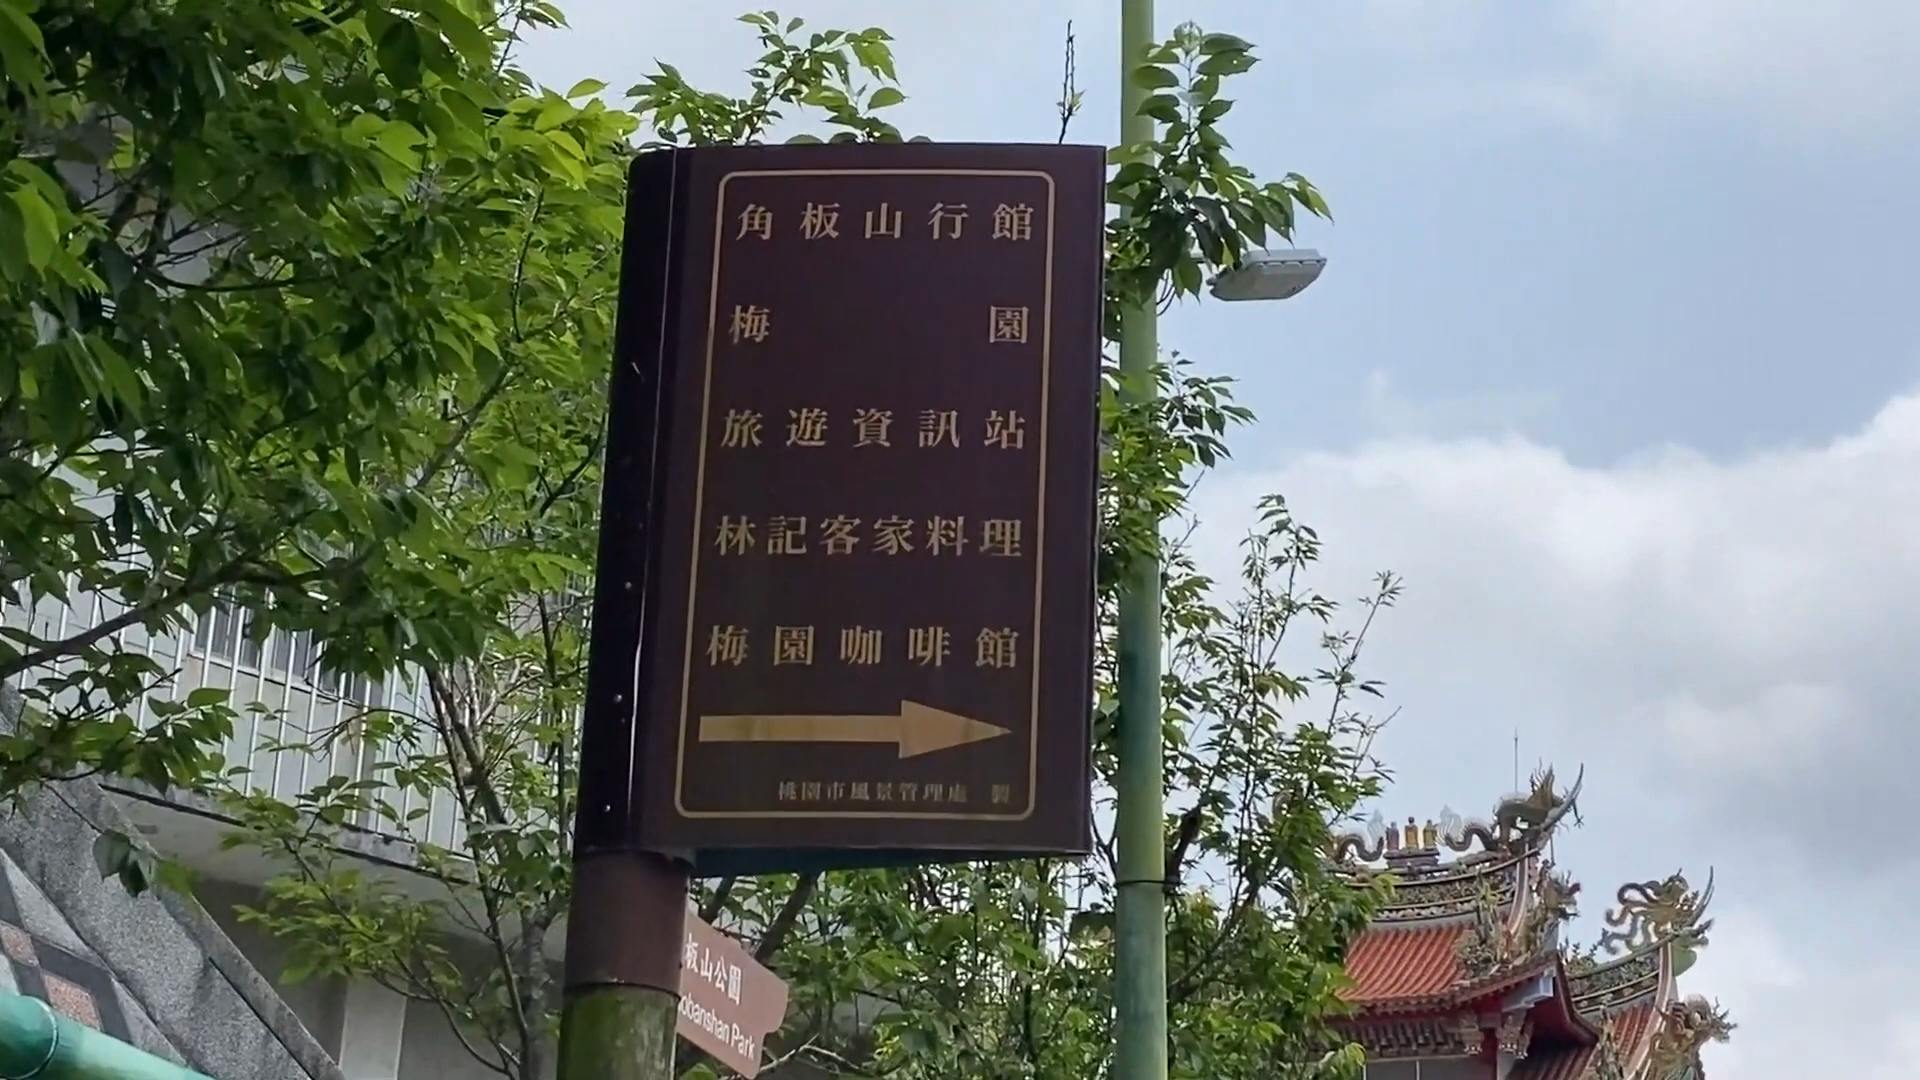 角板山行館
梅園
旅遊資訊站
林記客家料理
梅園咖啡館
桃園市風景管理處 製
板山公園
obanshan Park